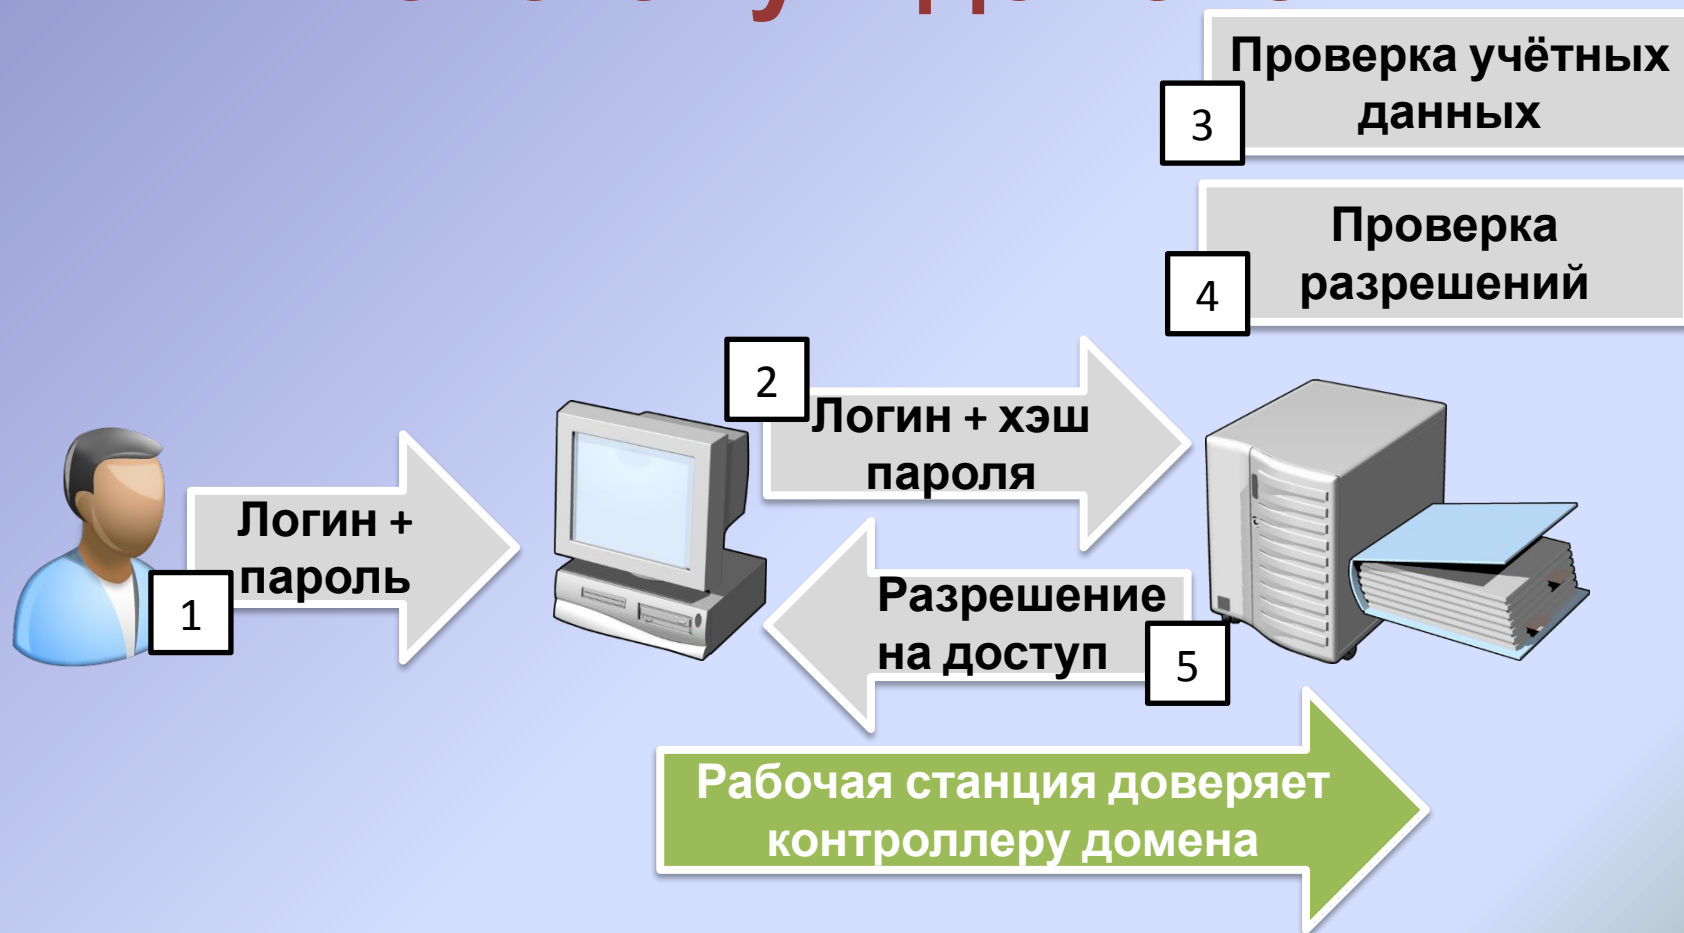 Проверка учётных
данных
3
Проверка
разрешений
4
2
Логин + хэш
пароля
Логин +
пароль
1
Разрешение
на доступ
5
Рабочая станция доверяет
контроллеру домена